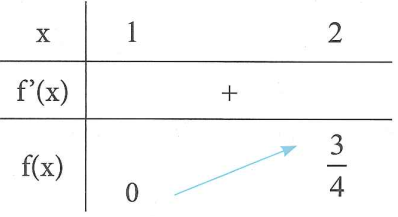 x 1 2
f'(x) +
f(x) 0 3/4